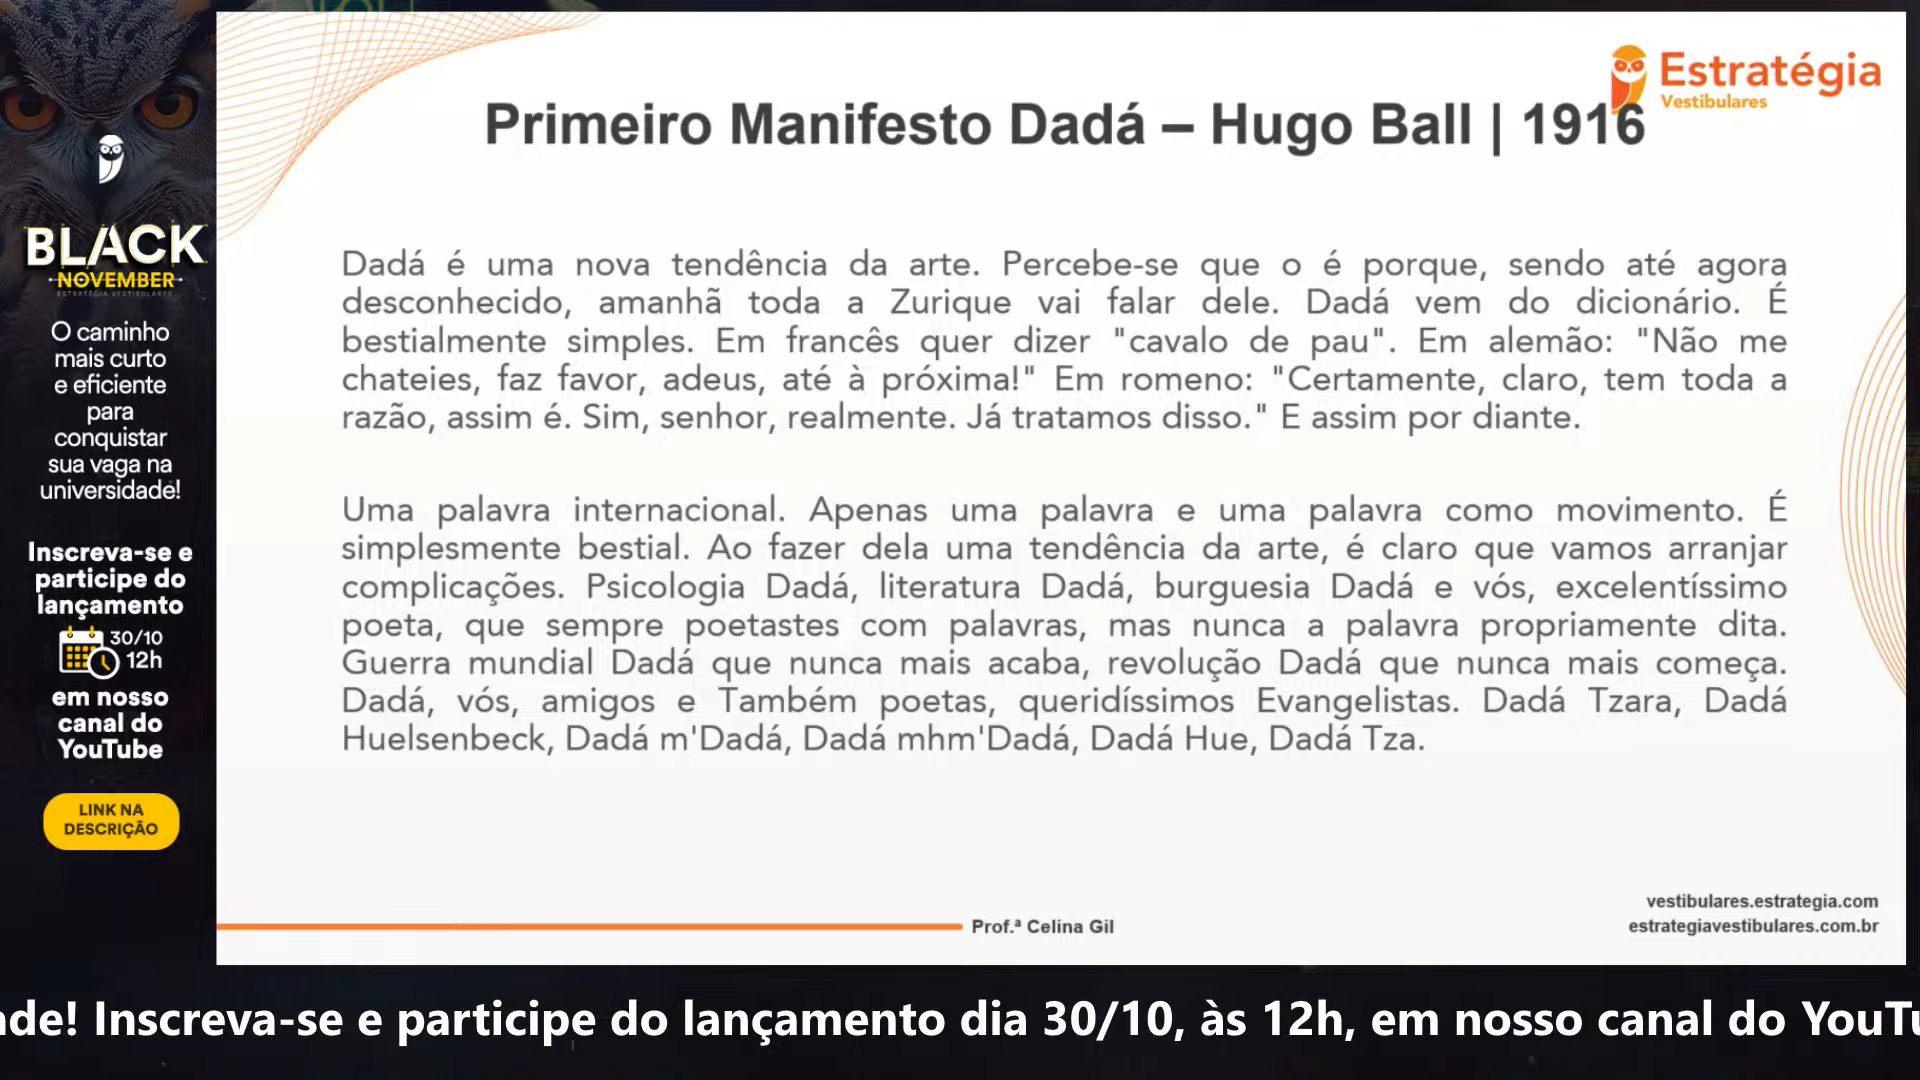 BLACK
NOVEMBER
ESTRATÉGIA VESTIBULARES
O caminho
mais curto
e eficiente
para
conquistar
sua vaga na
universidade!
Inscreva-se e
participe do
lançamento
30/10
12h
em nosso
canal do
YouTube
LINK NA
DESCRIÇÃO
Estratégia
Vestibulares
Primeiro Manifesto Dadá – Hugo Ball | 1916
Dadá é uma nova tendência da arte. Percebe-se que o é porque, sendo até agora
desconhecido, amanhã toda a Zurique vai falar dele. Dadá vem do dicionário. É
bestialmente simples. Em francês quer dizer "cavalo de pau". Em alemão: "Não me
chateies, faz favor, adeus, até à próxima!" Em romeno: "Certamente, claro, tem toda a
razão, assim é. Sim, senhor, realmente. Já tratamos disso." E assim por diante.
Uma palavra internacional. Apenas uma palavra e uma palavra como movimento. É
simplesmente bestial. Ao fazer dela uma tendência da arte, é claro que vamos arranjar
complicações. Psicologia Dadá, literatura Dadá, burguesia Dadá e vós, excelentíssimo
poeta, que sempre poetastes com palavras, mas nunca a palavra propriamente dita.
Guerra mundial Dadá que nunca mais acaba, revolução Dadá que nunca mais começa.
Dadá, vós, amigos e Também poetas, queridíssimos Evangelistas. Dadá Tzara, Dadá
Huelsenbeck, Dadá m'Dadá, Dadá mhm'Dadá, Dadá Hue, Dadá Tza.
Prof.ª Celina Gil
vestibulares.estrategia.com
estrategiavestibulares.com.br
ade! Inscreva-se e participe do lançamento dia 30/10, às 12h, em nosso canal do YouTu